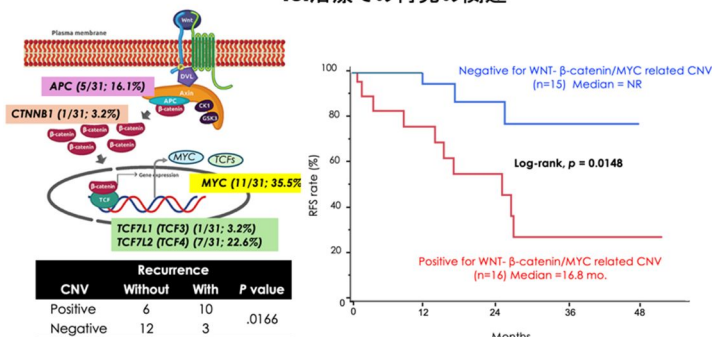 Plasma membrane
Wnt
DVL
Axin
APC
β-catenin
CK1
GSK3
APC (5/31; 16.1%)
CTNNB1 (1/31; 3.2%)
β-catenin
β-catenin
β-catenin
β-catenin
β-catenin
β-catenin
MYC
TCFs
Gene expression
MYC (11/31; 35.5%
β-catenin
TCF
TCF7L1 (TCF3) (1/31; 3.2%)
TCF7L2 (TCF4) (7/31; 22.6%)
Recurrence
CNV Without With P value
Positive 6 10
.0166
Negative 12 3
RFS rate (%)
100
80
60
40
20
0
0 12 24 36 48
Months
Negative for WNT- β-catenin/MYC related CNV
(n=15) Median = NR
Log-rank, p = 0.0148
Positive for WNT- β-catenin/MYC related CNV
(n=16) Median =16.8 mo.